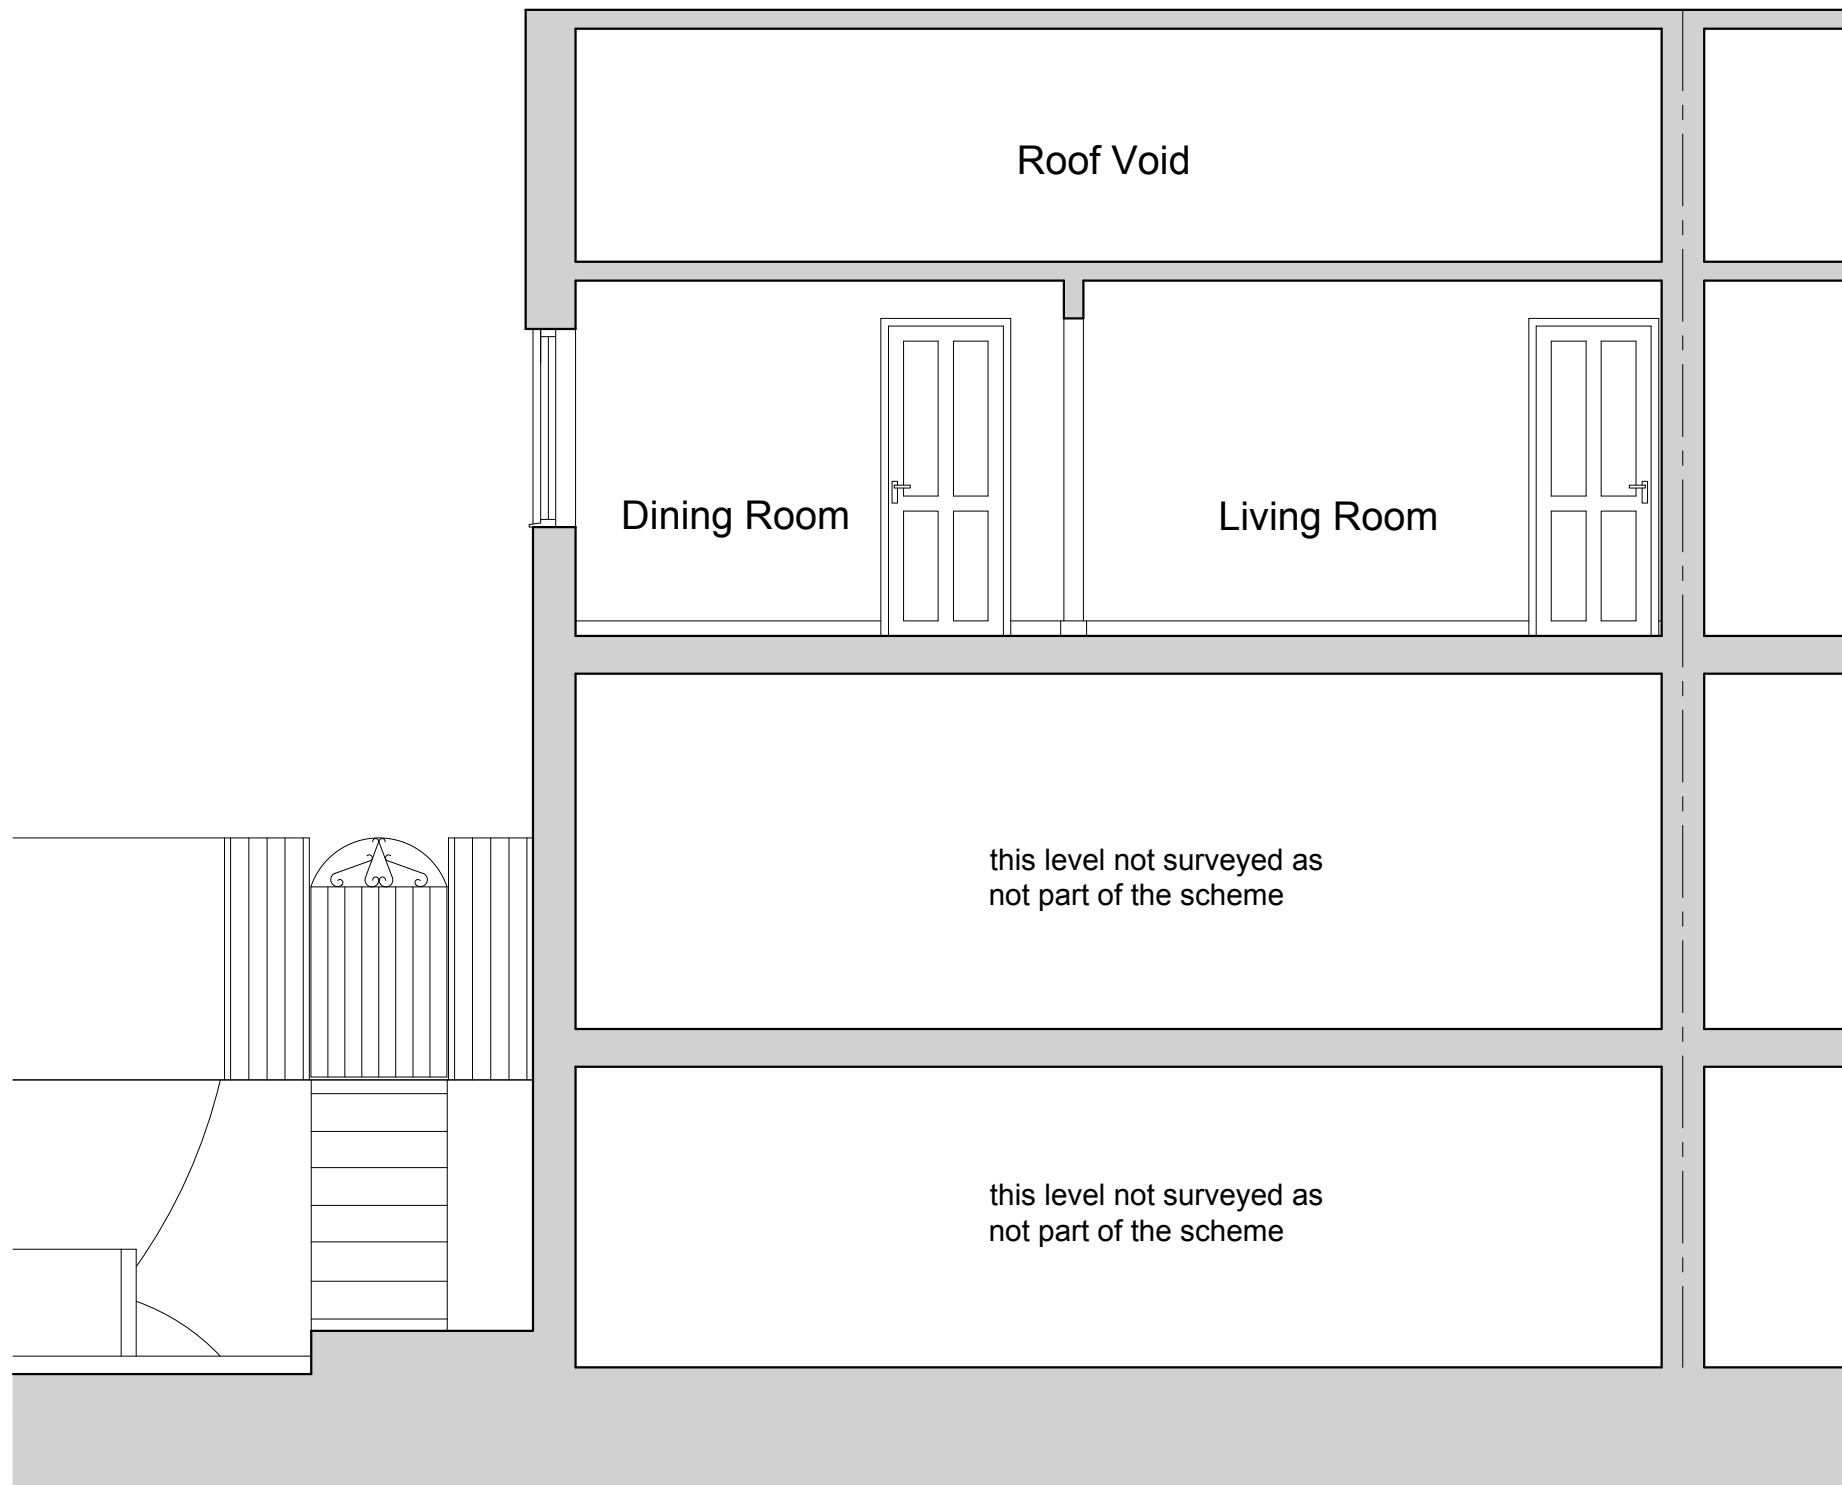 Roof Void
Dining Room
Living Room
this level not surveyed as
not part of the scheme
this level not surveyed as
not part of the scheme